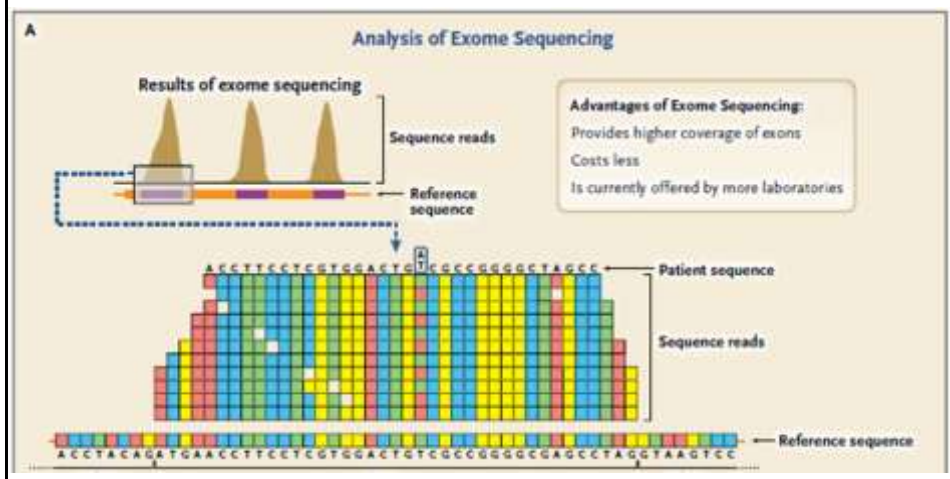 A
Analysis of Exome Sequencing
Results of exome sequencing
Sequence reads
Reference
sequence
Advantages of Exome Sequencing:
Provides higher coverage of exons
Costs less
Is currently offered by more laboratories
A
T
ACCTTCCTCGTGGACTG CGCCGGGGCTAGCC
Patient sequence
Sequence reads
Reference sequence
ACCTACAGATGAACCTTCCTCGTGGACTGTCGCCGGGGCGAGCCTAGGTAAGTCC